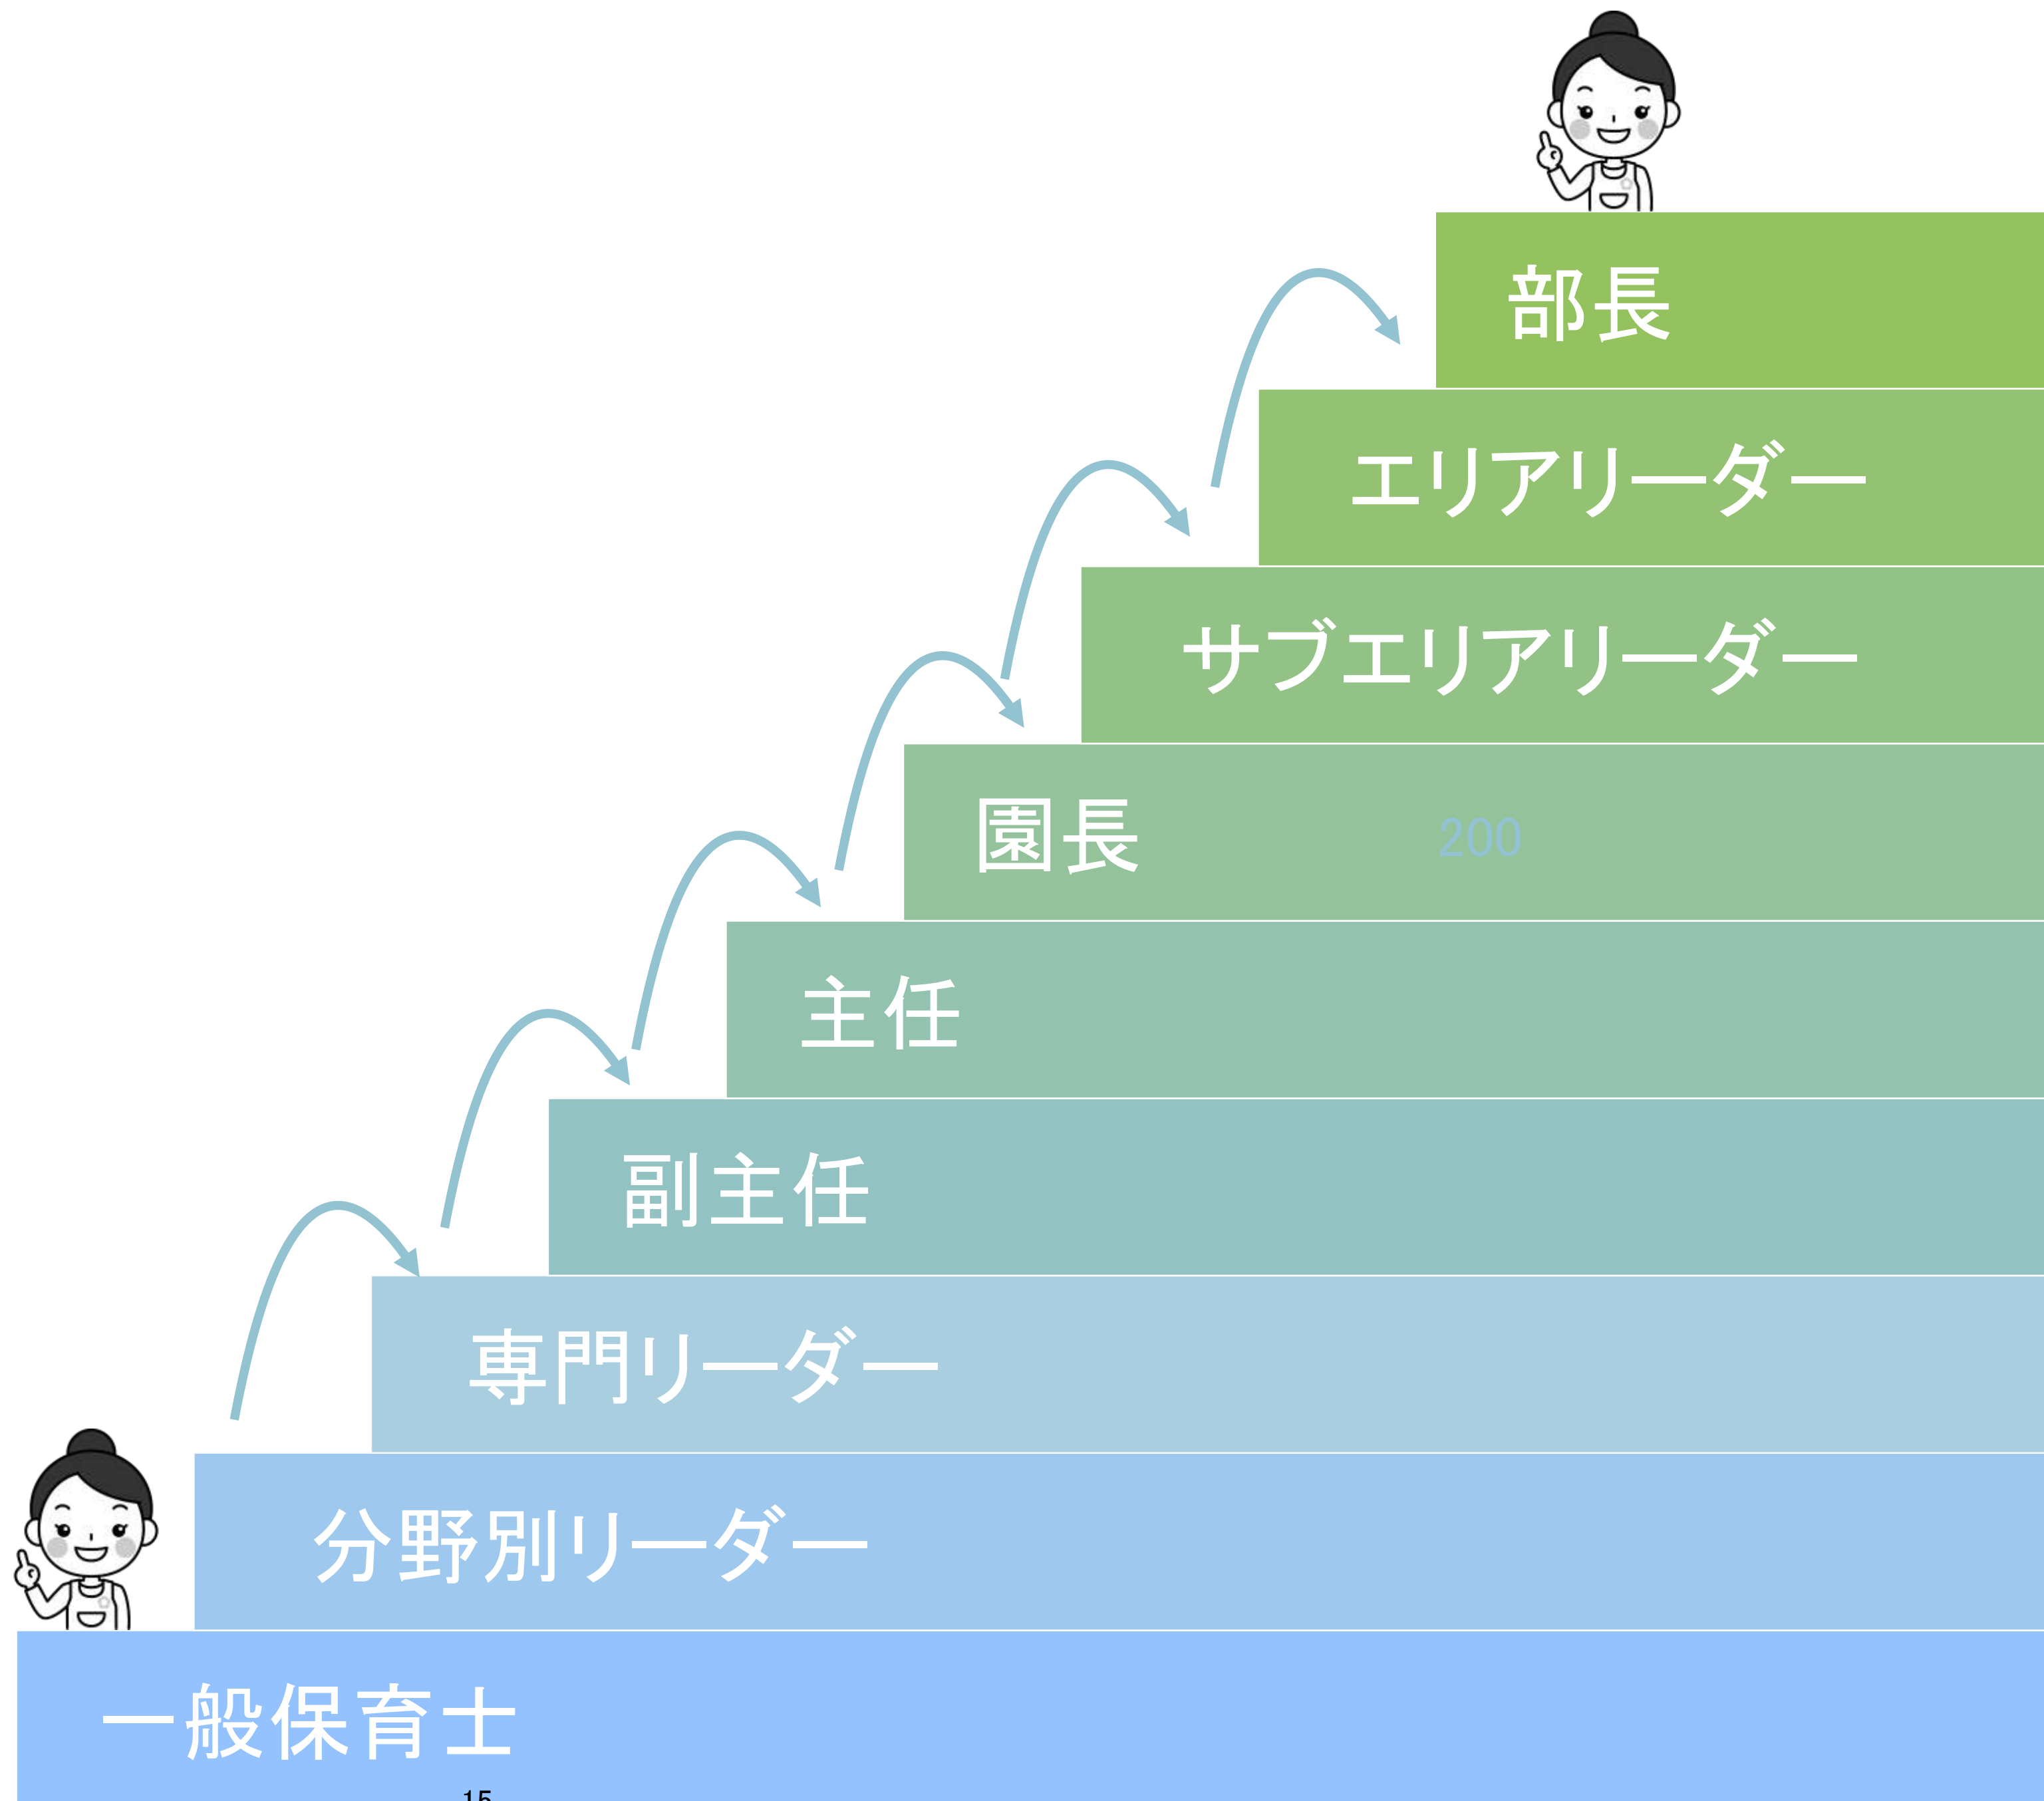 部長
エリアリーダー
サブエリアリーダー
園長 200
主任
副主任
専門リーダー
分野別リーダー
一般保育士
15